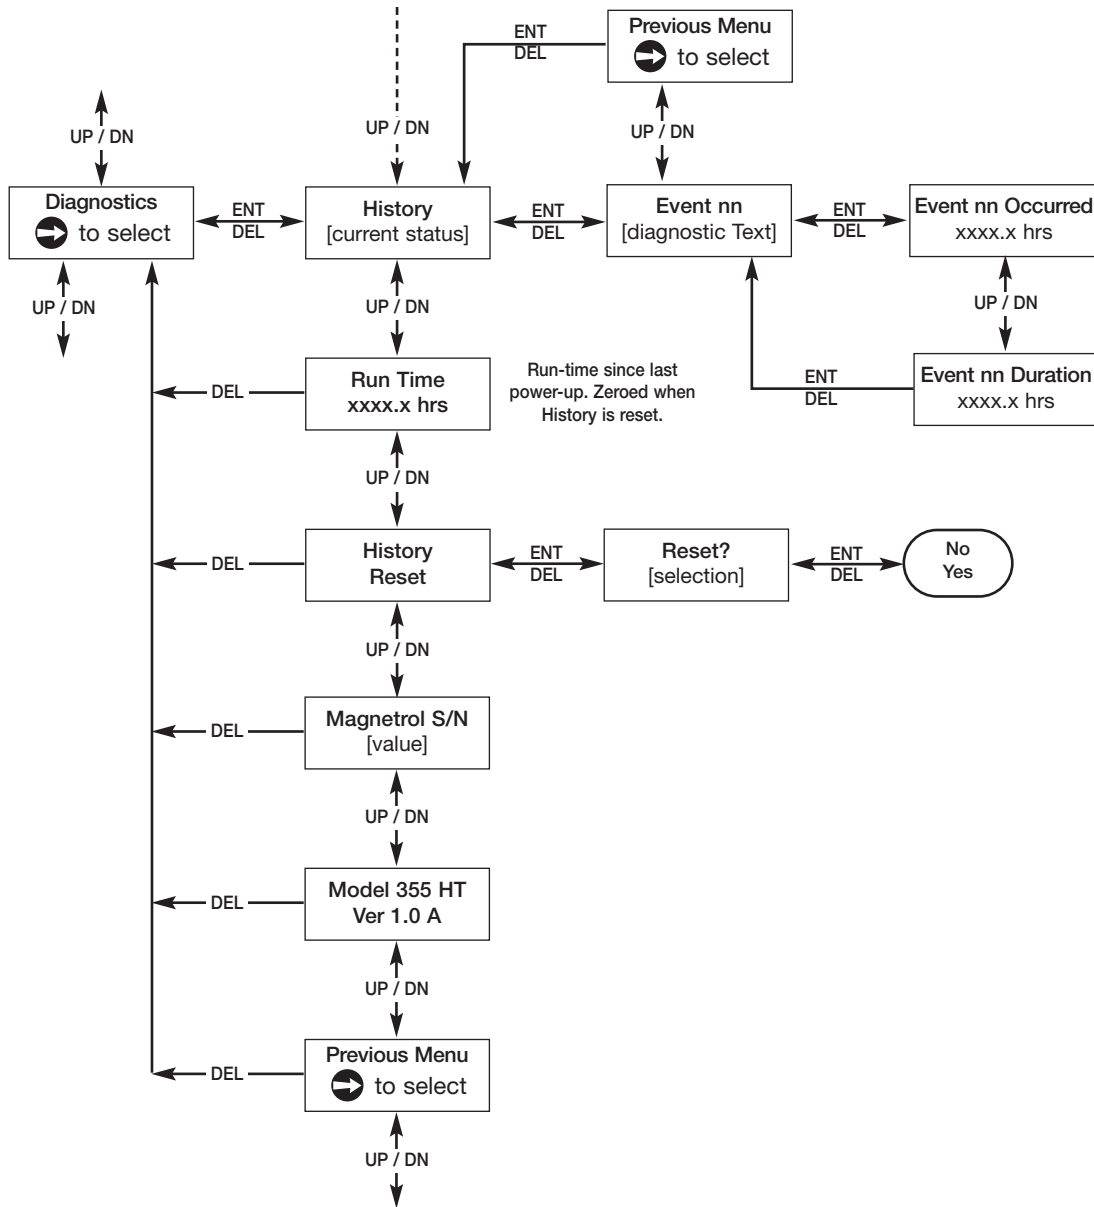 ENT
DEL
Previous Menu
to select
UP / DN
UP / DN
UP / DN
Diagnostics
to select
ENT
DEL
History
[current status]
ENT
DEL
Event nn
[diagnostic Text]
ENT
DEL
Event nn Occurred
xxxx.x hrs
UP / DN
UP / DN
UP / DN
DEL
Run Time
xxxx.x hrs
Run-time since last
power-up. Zeroed when
History is reset.
ENT
DEL
Event nn Duration
xxxx.x hrs
UP / DN
DEL
History
Reset
ENT
DEL
Reset?
[selection]
ENT
DEL
No
Yes
UP / DN
DEL
Magnetrol S/N
[value]
UP / DN
DEL
Model 355 HT
Ver 1.0 A
UP / DN
DEL
Previous Menu
to select
UP / DN